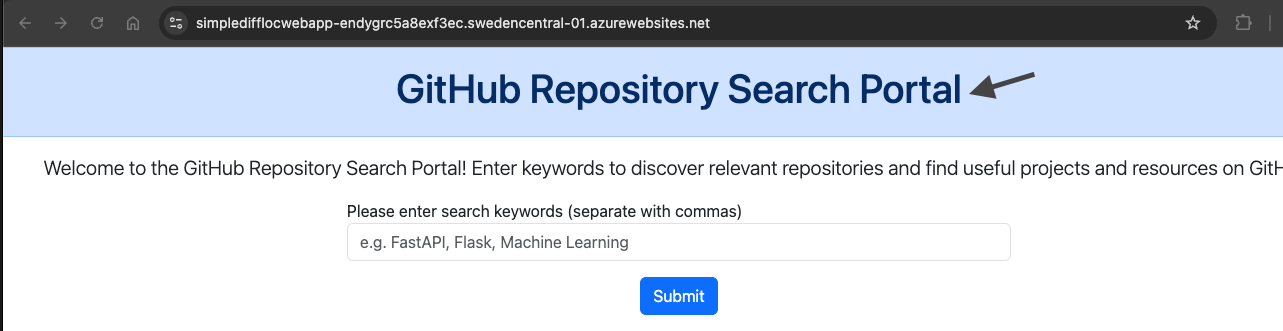 simpledifflocwebapp-endygrc5a8exf3ec.swedencentral-01.azurewebsites.net
GitHub Repository Search Portal
Welcome to the GitHub Repository Search Portal! Enter keywords to discover relevant repositories and find useful projects and resources on GitH
Please enter search keywords (separate with commas)
e.g. FastAPI, Flask, Machine Learning
Submit